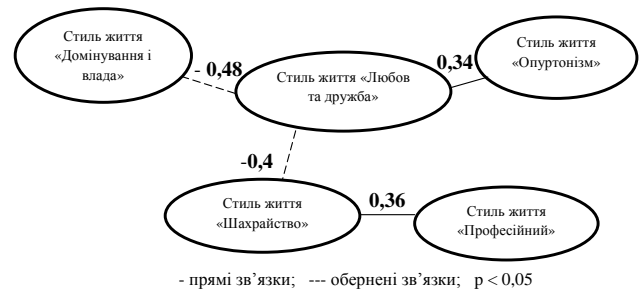 Стиль життя
«Домінування і
влада»
- 0,48
Стиль життя «Любов
та дружба»
0,34
Стиль життя
«Опуртонізм»
-0,4
Стиль життя
«Шахрайство»
0,36
Стиль життя
«Професійний»
- прямі зв’язки; --- обернені зв’язки; p < 0,05